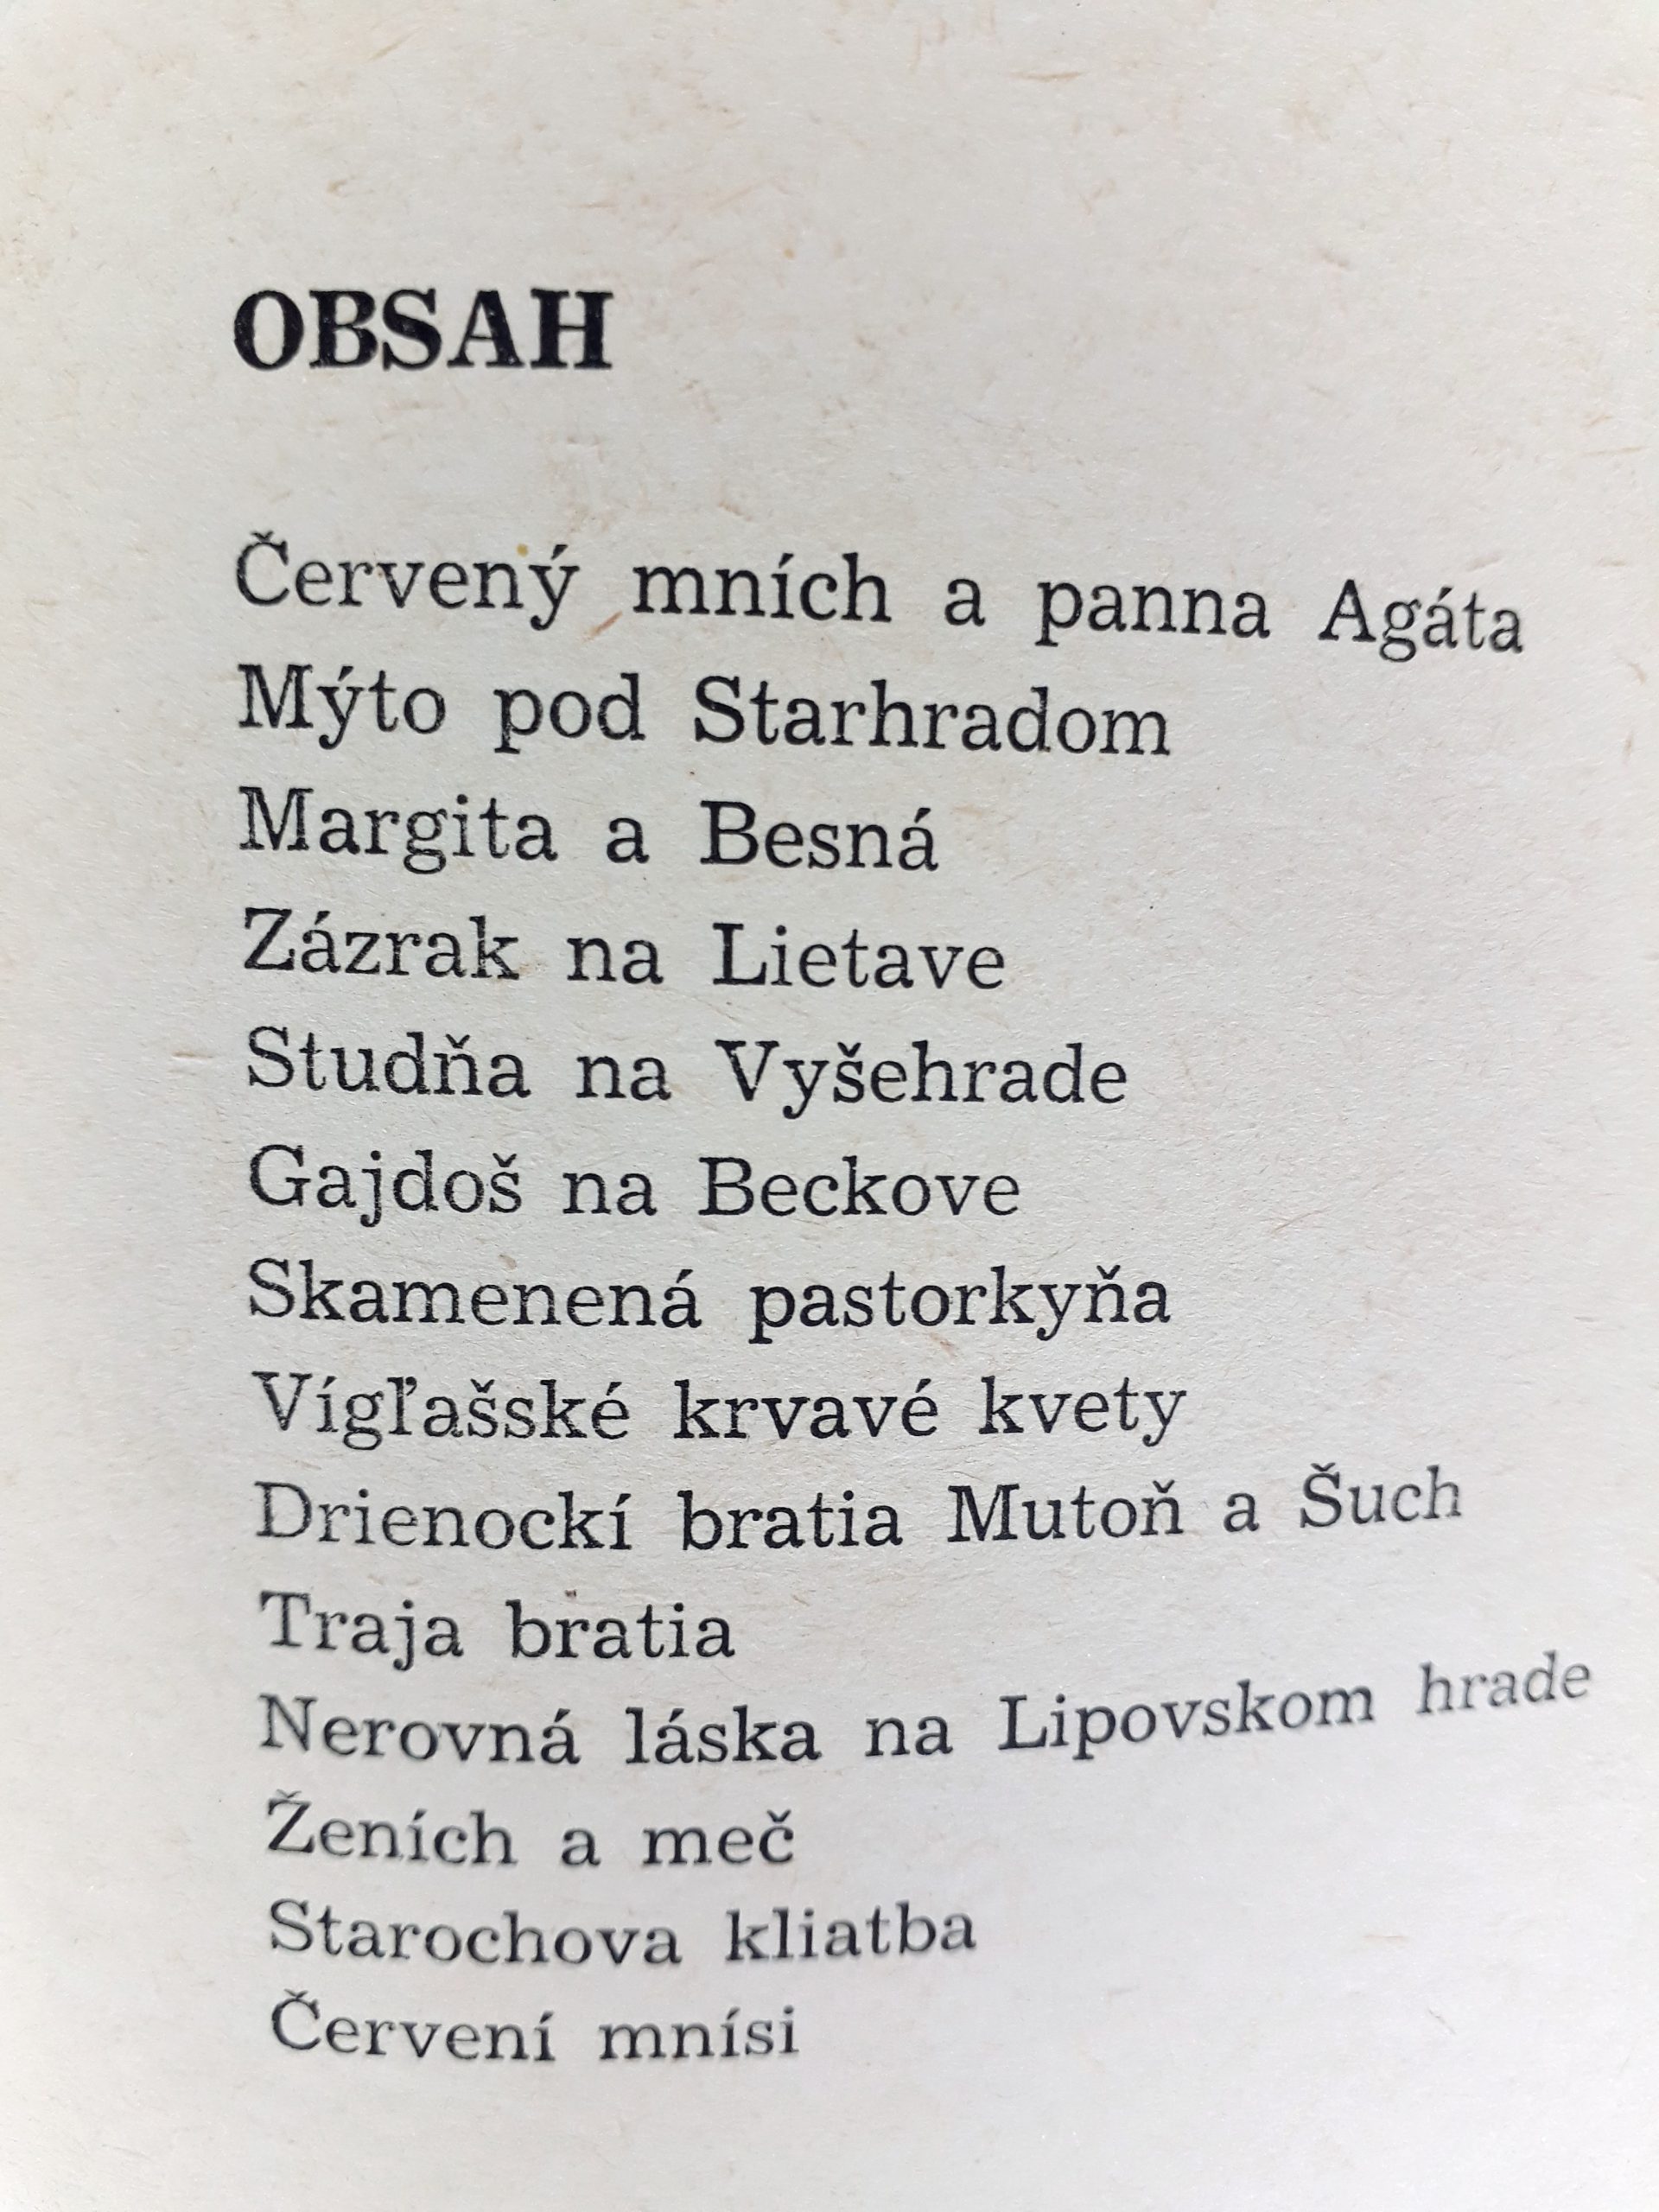 OBSAH
Červený mních a panna Agáta
Mýto pod Starhradom
Margita a Besná
Zázrak na Lietave
Studňa na Vyšehrade
Gajdoš na Beckove
Skamenená pastorkyňa
Vígľašské krvavé kvety
Drienockí bratia Mutoň a Šuch
Traja bratia
Nerovná láska na Lipovskom hrade
Ženích a meč
Starochova kliatba
Červení mnísi